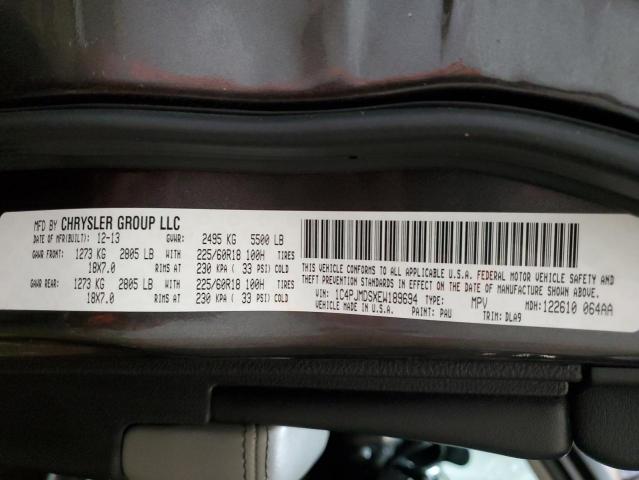 MFD BY CHRYSLER GROUP LLC
DATE OF MFR(BUILT): 12-13 GVWR: 2495 KG 5500 LB
GAWR FRONT: 1273 KG 2805 LB WITH 225/60R18 100H TIRES
18X7.0 RIMS AT 230 KPA ( 33 PSI) COLD
GAWR REAR: 1273 KG 2805 LB WITH 225/60R18 100H TIRES
18X7.0 RIMS AT 230 KPA ( 33 PSI) COLD
THIS VEHICLE CONFORMS TO ALL APPLICABLE U.S.A. FEDERAL MOTOR VEHICLE SAFETY AND
THEFT PREVENTION STANDARDS IN EFFECT ON THE DATE OF MANUFACTURE SHOWN ABOVE.
VIN: 1C4PJMDSXEW189694 TYPE: MPV MDH: 122610 064AA
VEHICLE MADE IN U.S.A. PAINT: PAU TRIM: DLA9